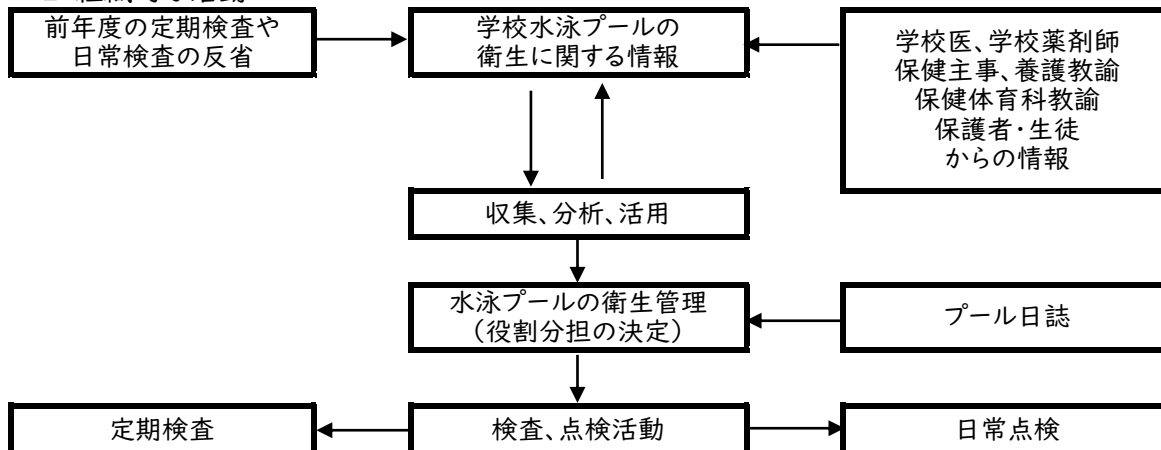 前年度の定期検査や
日常検査の反省
学校水泳プールの
衛生に関する情報
学校医、学校薬剤師
保健主事、養護教諭
保健体育科教諭
保護者・生徒
からの情報
収集、分析、活用
水泳プールの衛生管理
（役割分担の決定）
プール日誌
定期検査
検査、点検活動
日常点検